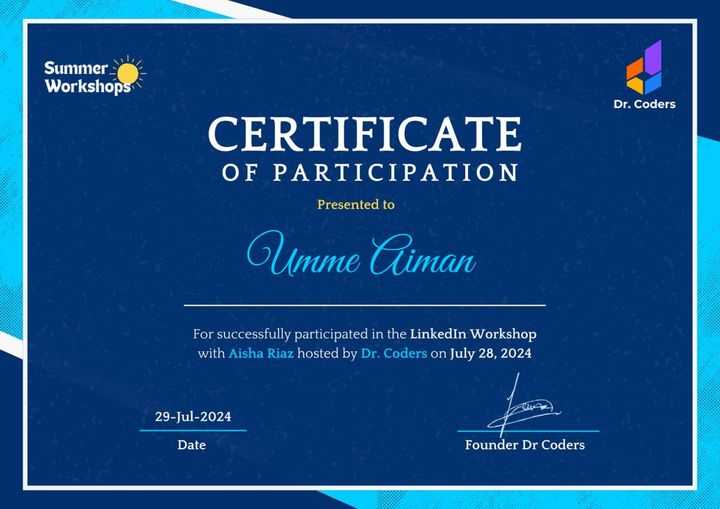 Summer
Workshops
Dr. Coders
CERTIFICATE
OF PARTICIPATION
Presented to
Umme Aiman
For successfully participated in the LinkedIn Workshop
with Aisha Riaz hosted by Dr. Coders on July 28, 2024
29-Jul-2024
Date
Founder Dr Coders